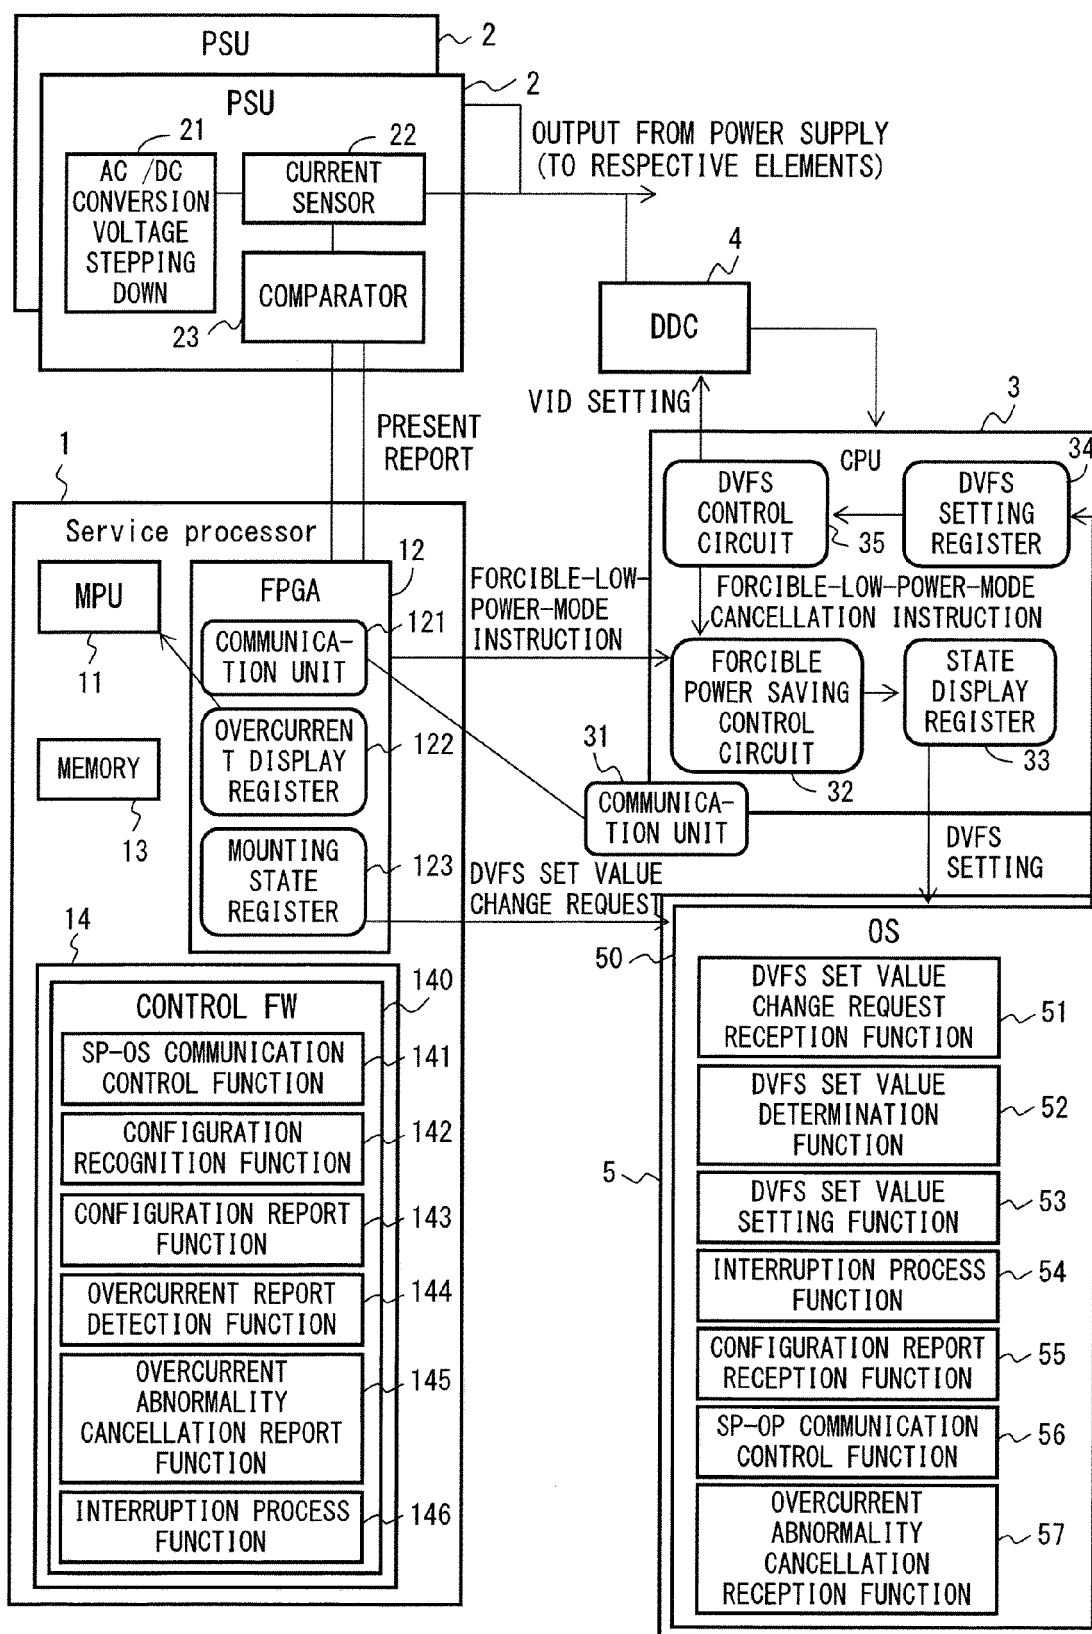 PSU
2
PSU
2
21
22
AC /DC
CONVERSION
VOLTAGE
STEPPING
DOWN
CURRENT
SENSOR
OUTPUT FROM POWER SUPPLY
(TO RESPECTIVE ELEMENTS)
COMPARATOR
23
4
DDC
VID SETTING
PRESENT
REPORT
3
CPU
34
DVFS
CONTROL
CIRCUIT
35
DVFS
SETTING
REGISTER
1
Service processor
MPU
11
12
FPGA
COMMUNICA-
TION UNIT
121
FORCIBLE-LOW-
POWER-MODE
INSTRUCTION
FORCIBLE-LOW-POWER-MODE
CANCELLATION INSTRUCTION
FORCIBLE
POWER SAVING
CONTROL
CIRCUIT
32
STATE
DISPLAY
REGISTER
33
OVERCURREN
T DISPLAY
REGISTER
122
MEMORY
13
31
COMMUNICA-
TION UNIT
MOUNTING
STATE
REGISTER
123
DVFS SET VALUE
CHANGE REQUEST
DVFS
SETTING
14
CONTROL FW
140
SP-OS COMMUNICATION
CONTROL FUNCTION
141
CONFIGURATION
RECOGNITION FUNCTION
142
CONFIGURATION REPORT
FUNCTION
143
OVERCURRENT REPORT
DETECTION FUNCTION
144
OVERCURRENT
ABNORMALITY
CANCELLATION REPORT
FUNCTION
145
INTERRUPTION PROCESS
FUNCTION
146
5
50
OS
DVFS SET VALUE
CHANGE REQUEST
RECEPTION FUNCTION
51
DVFS SET VALUE
DETERMINATION
FUNCTION
52
DVFS SET VALUE
SETTING FUNCTION
53
INTERRUPTION PROCESS
FUNCTION
54
CONFIGURATION REPORT
RECEPTION FUNCTION
55
SP-OP COMMUNICATION
CONTROL FUNCTION
56
OVERCURRENT
ABNORMALITY
CANCELLATION
RECEPTION FUNCTION
57